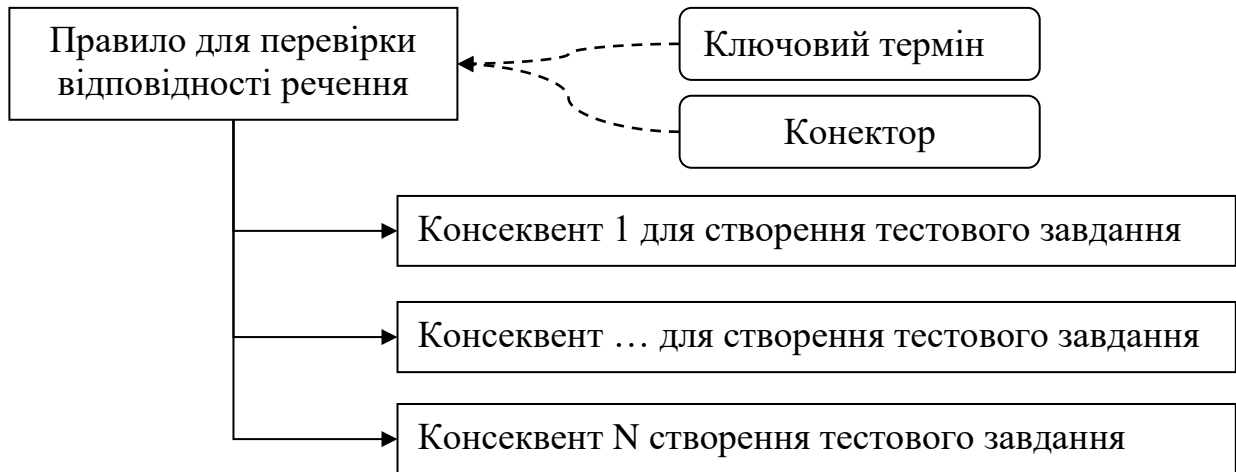 Правило для перевірки
відповідності речення
Ключовий термін
Конектор
Консеквент 1 для створення тестового завдання
Консеквент … для створення тестового завдання
Консеквент N створення тестового завдання